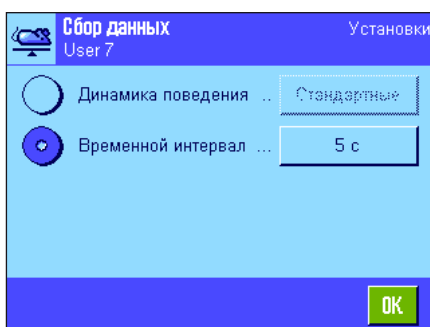 Сбор данных Установки
User 7
Динамика поведения .. Стандартные
Временной интервал ... 5 с
OK